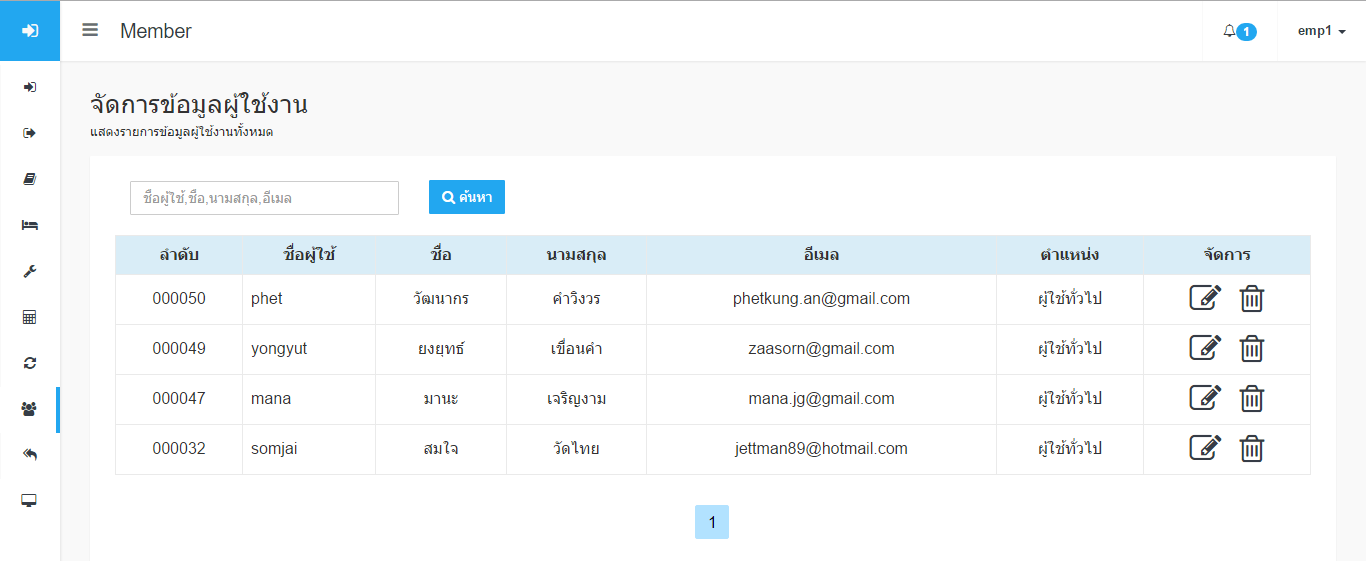 Member
1
emp1
จัดการข้อมูลผู้ใช้งาน
แสดงรายการข้อมูลผู้ใช้งานทั้งหมด
ชื่อผู้ใช้,ชื่อ,นามสกุล,อีเมล ค้นหา
ลำดับ ชื่อผู้ใช้ ชื่อ นามสกุล อีเมล ตำแหน่ง จัดการ
000050 phet วัฒนากร คำวิงวร phetkung.an@gmail.com ผู้ใช้ทั่วไป
000049 yongyut ยงยุทธ์ เขื่อนคำ zaasorn@gmail.com ผู้ใช้ทั่วไป
000047 mana มานะ เจริญงาม mana.jg@gmail.com ผู้ใช้ทั่วไป
000032 somjai สมใจ วัดไทย jettman89@hotmail.com ผู้ใช้ทั่วไป
1